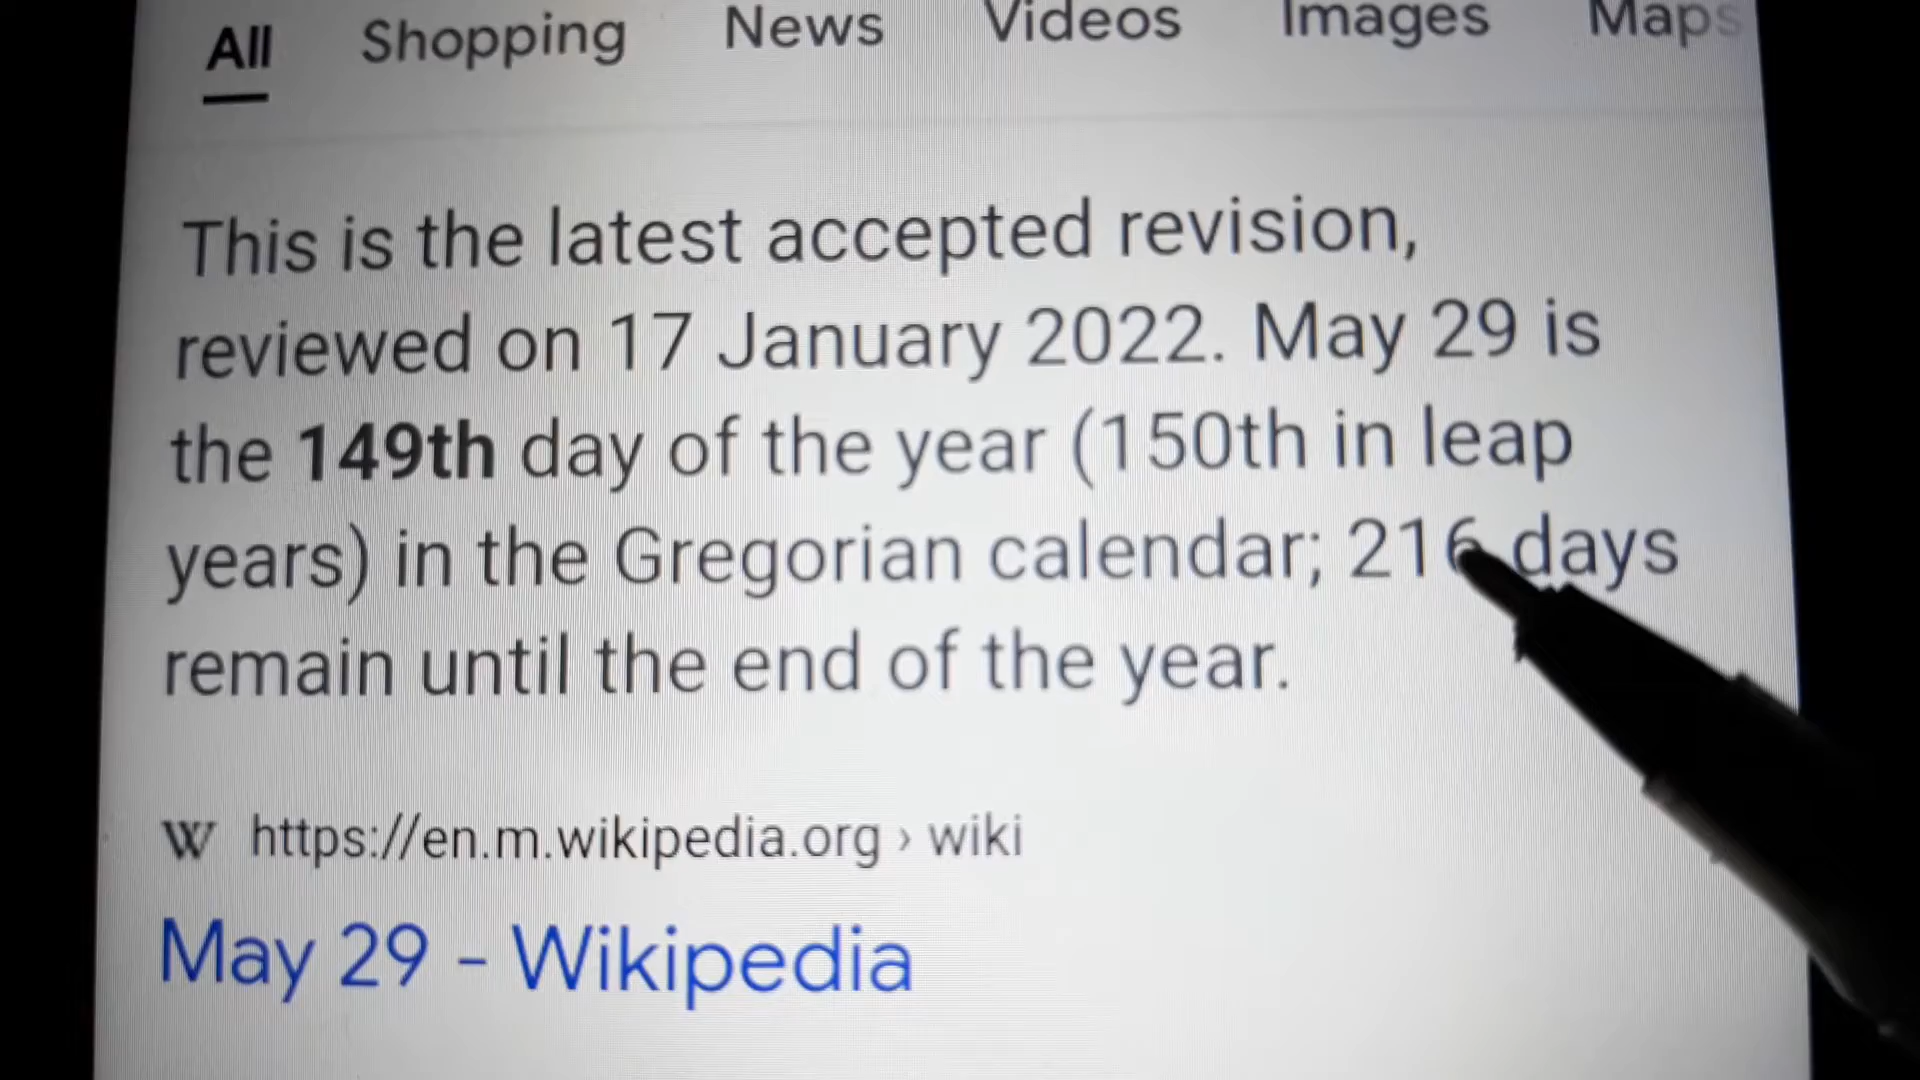 All Shopping News Videos Images Maps
This is the latest accepted revision,
reviewed on 17 January 2022. May 29 is
the 149th day of the year (150th in leap
years) in the Gregorian calendar; 216 days
remain until the end of the year.
W https://en.m.wikipedia.org › wiki
May 29 - Wikipedia